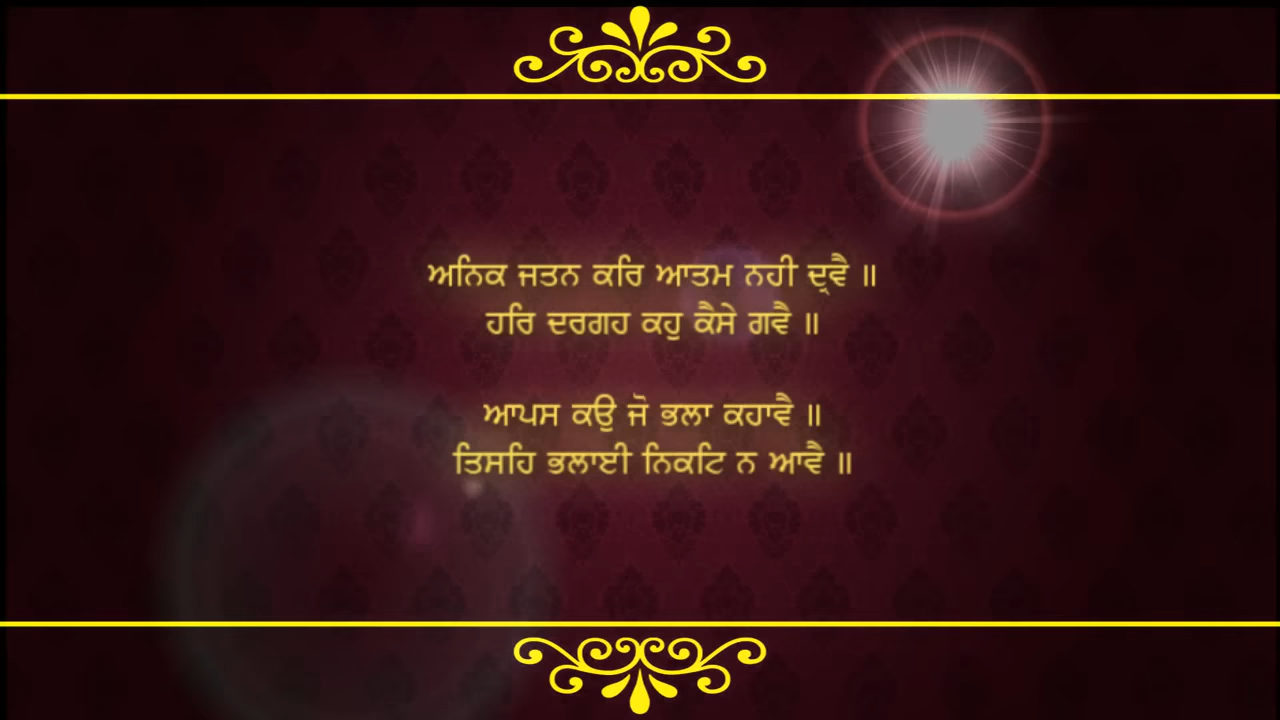 ਅਨਿਕ ਜਤਨ ਕਰਿ ਆਤਮ ਨਹੀ ਦ੍ਰਵੈ ॥
ਹਰਿ ਦਰਗਹ ਕਹੁ ਕੈਸੇ ਗਵੈ ॥
ਆਪਸ ਕਉ ਜੋ ਭਲਾ ਕਹਾਵੈ ॥
ਤਿਸਹਿ ਭਲਾਈ ਨਿਕਟਿ ਨ ਆਵੈ ॥